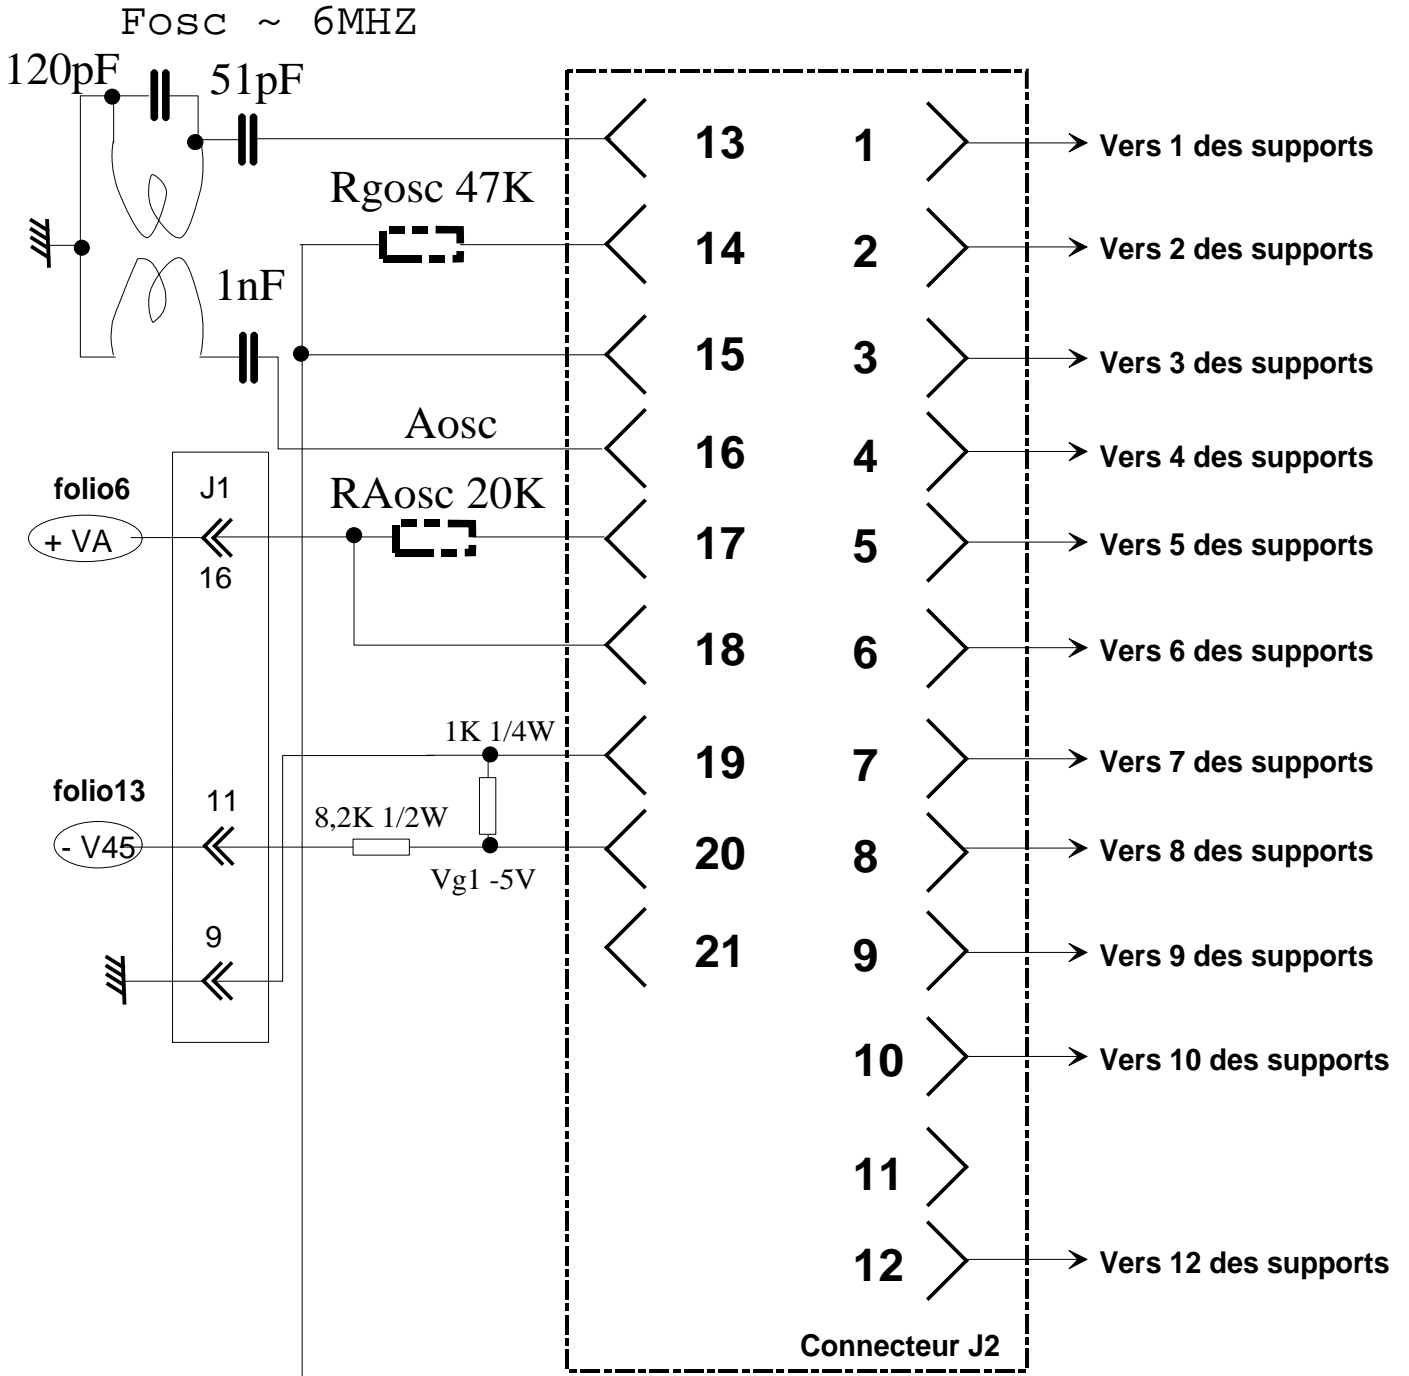 Fosc ~ 6MHZ
120pF
51pF
13
1
Vers 1 des supports
Rgosc 47K
14
2
Vers 2 des supports
1nF
15
3
Vers 3 des supports
Aosc
16
4
Vers 4 des supports
folio6
J1
RAosc 20K
+ VA
16
17
5
Vers 5 des supports
18
6
Vers 6 des supports
1K 1/4W
19
7
Vers 7 des supports
folio13
11
8,2K 1/2W
- V45
20
8
Vers 8 des supports
Vg1 -5V
9
21
9
Vers 9 des supports
10
Vers 10 des supports
11
12
Vers 12 des supports
Connecteur J2